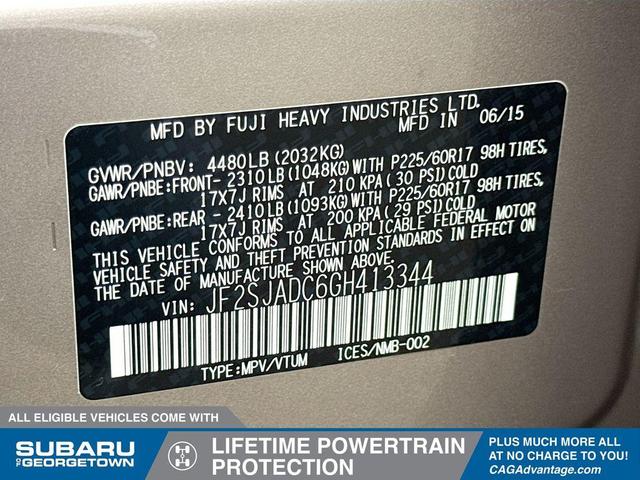 MFD BY FUJI HEAVY INDUSTRIES LTD.
MFD IN 06/15
GVWR/PNBV: 4480LB (2032KG)
GAWR/PNBE:FRONT- 2310LB(1048KG)WITH P225/60R17 98H TIRES,
17x7J RIMS AT 210 KPA(30 PSI)COLD
GAWR/PNBE:REAR - 2410LB(1093KG)WITH P225/60R17 98H TIRES,
17x7J RIMS AT 200 KPA(29 PSI)COLD
THIS VEHICLE CONFORMS TO ALL APPLICABLE FEDERAL MOTOR
VEHICLE SAFETY AND THEFT PREVENTION STANDARDS IN EFFECT ON
THE DATE OF MANUFACTURE SHOWN ABOVE.
VIN: JF2SJADC6GH413344
TYPE:MPV/VTUM ICES/NMB-002
ALL ELIGIBLE VEHICLES COME WITH
SUBARU
OF GEORGETOWN
LIFETIME POWERTRAIN
PROTECTION
PLUS MUCH MORE ALL
AT NO CHARGE TO YOU!
CAGAdvantage.com